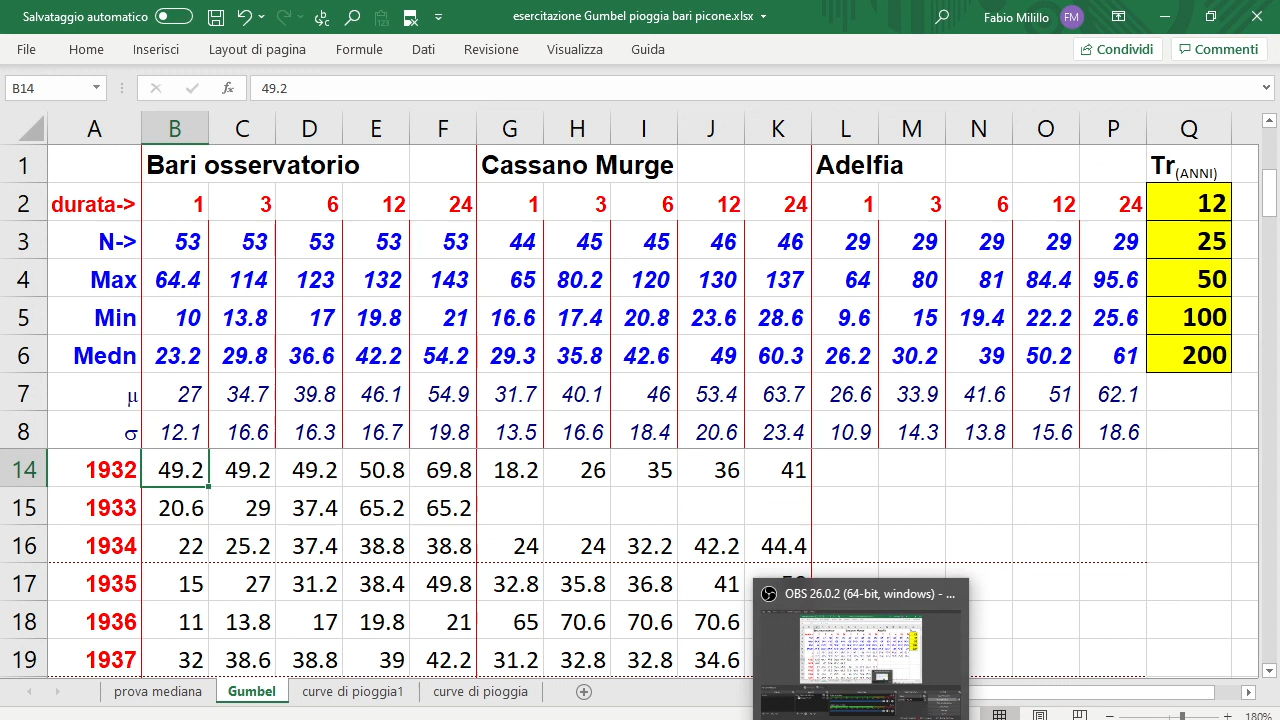 Salvataggio automatico
esercitazione Gumbel pioggia bari picone.xlsx
Fabio Milillo FM
File Home Inserisci Layout di pagina Formule Dati Revisione Visualizza Guida Condividi Commenti
B14 fx 49.2
A B C D E F G H I J K L M N O P Q
1 Bari osservatorio Cassano Murge Adelfia Tr(ANNI)
2 durata-> 1 3 6 12 24 1 3 6 12 24 1 3 6 12 24 12
3 N-> 53 53 53 53 53 44 45 45 46 46 29 29 29 29 29 25
4 Max 64.4 114 123 132 143 65 80.2 120 130 137 64 80 81 84.4 95.6 50
5 Min 10 13.8 17 19.8 21 16.6 17.4 20.8 23.6 28.6 9.6 15 19.4 22.2 25.6 100
6 Medn 23.2 29.8 36.6 42.2 54.2 29.3 35.8 42.6 49 60.3 26.2 30.2 39 50.2 61 200
7 μ 27 34.7 39.8 46.1 54.9 31.7 40.1 46 53.4 63.7 26.6 33.9 41.6 51 62.1
8 σ 12.1 16.6 16.3 16.7 19.8 13.5 16.6 18.4 20.6 23.4 10.9 14.3 13.8 15.6 18.6
14 1932 49.2 49.2 49.2 50.8 69.8 18.2 26 35 36 41
15 1933 20.6 29 37.4 65.2 65.2
16 1934 22 25.2 37.4 38.8 38.8 24 24 32.2 42.2 44.4
17 1935 15 27 31.2 38.4 49.8 32.8 35.8 36.8 41
18 1936 11 13.8 17 19.8 21 65 70.6 70.6 70.6
19 1937 38.6 38.8 39 42.2 31.2 32.8 32.8 34.6
OBS 26.0.2 (64-bit, windows) - ...
prova medie Gumbel curve di piogga1 curve di pioggia